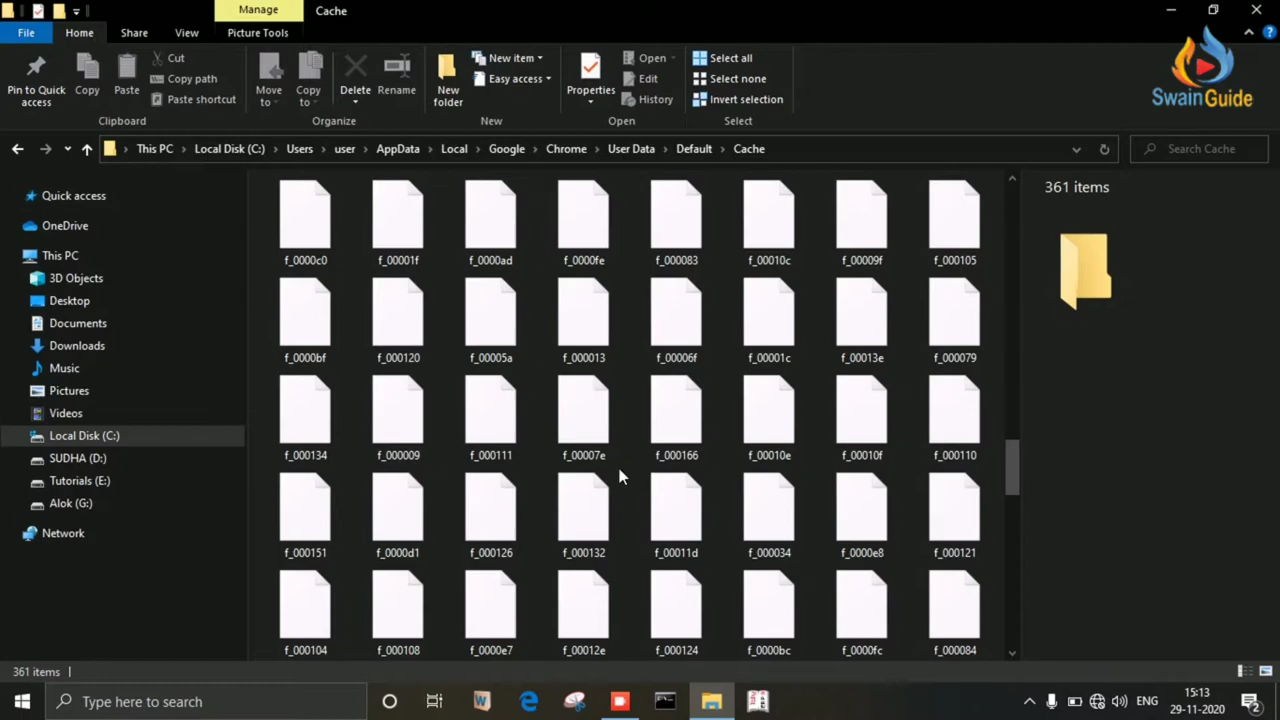 Manage
Cache
File
Home
Share
View
Picture Tools
Pin to Quick access
Copy
Paste
Cut
Copy path
Paste shortcut
Clipboard
Move to
Copy to
Delete
Rename
Organize
New folder
New item
Easy access
New
Properties
Open
Edit
History
Open
Select all
Select none
Invert selection
Select
SwainGuide
This PC > Local Disk (C:) > Users > user > AppData > Local > Google > Chrome > User Data > Default > Cache
Search Cache
Quick access
OneDrive
This PC
3D Objects
Desktop
Documents
Downloads
Music
Pictures
Videos
Local Disk (C:)
SUDHA (D:)
Tutorials (E:)
Alok (G:)
Network
f_0000c0 f_00001f f_0000ad f_0000fe f_000083 f_00010c f_00009f f_000105
f_0000bf f_000120 f_00005a f_000013 f_00006f f_00001c f_00013e f_000079
f_000134 f_000009 f_000111 f_00007e f_000166 f_00010e f_00010f f_000110
f_000151 f_0000d1 f_000126 f_000132 f_00011d f_000034 f_0000e8 f_000121
f_000104 f_000108 f_0000e7 f_00012e f_000124 f_0000bc f_0000fc f_000084
361 items
361 items
Type here to search
ENG
15:13
29-11-2020
2